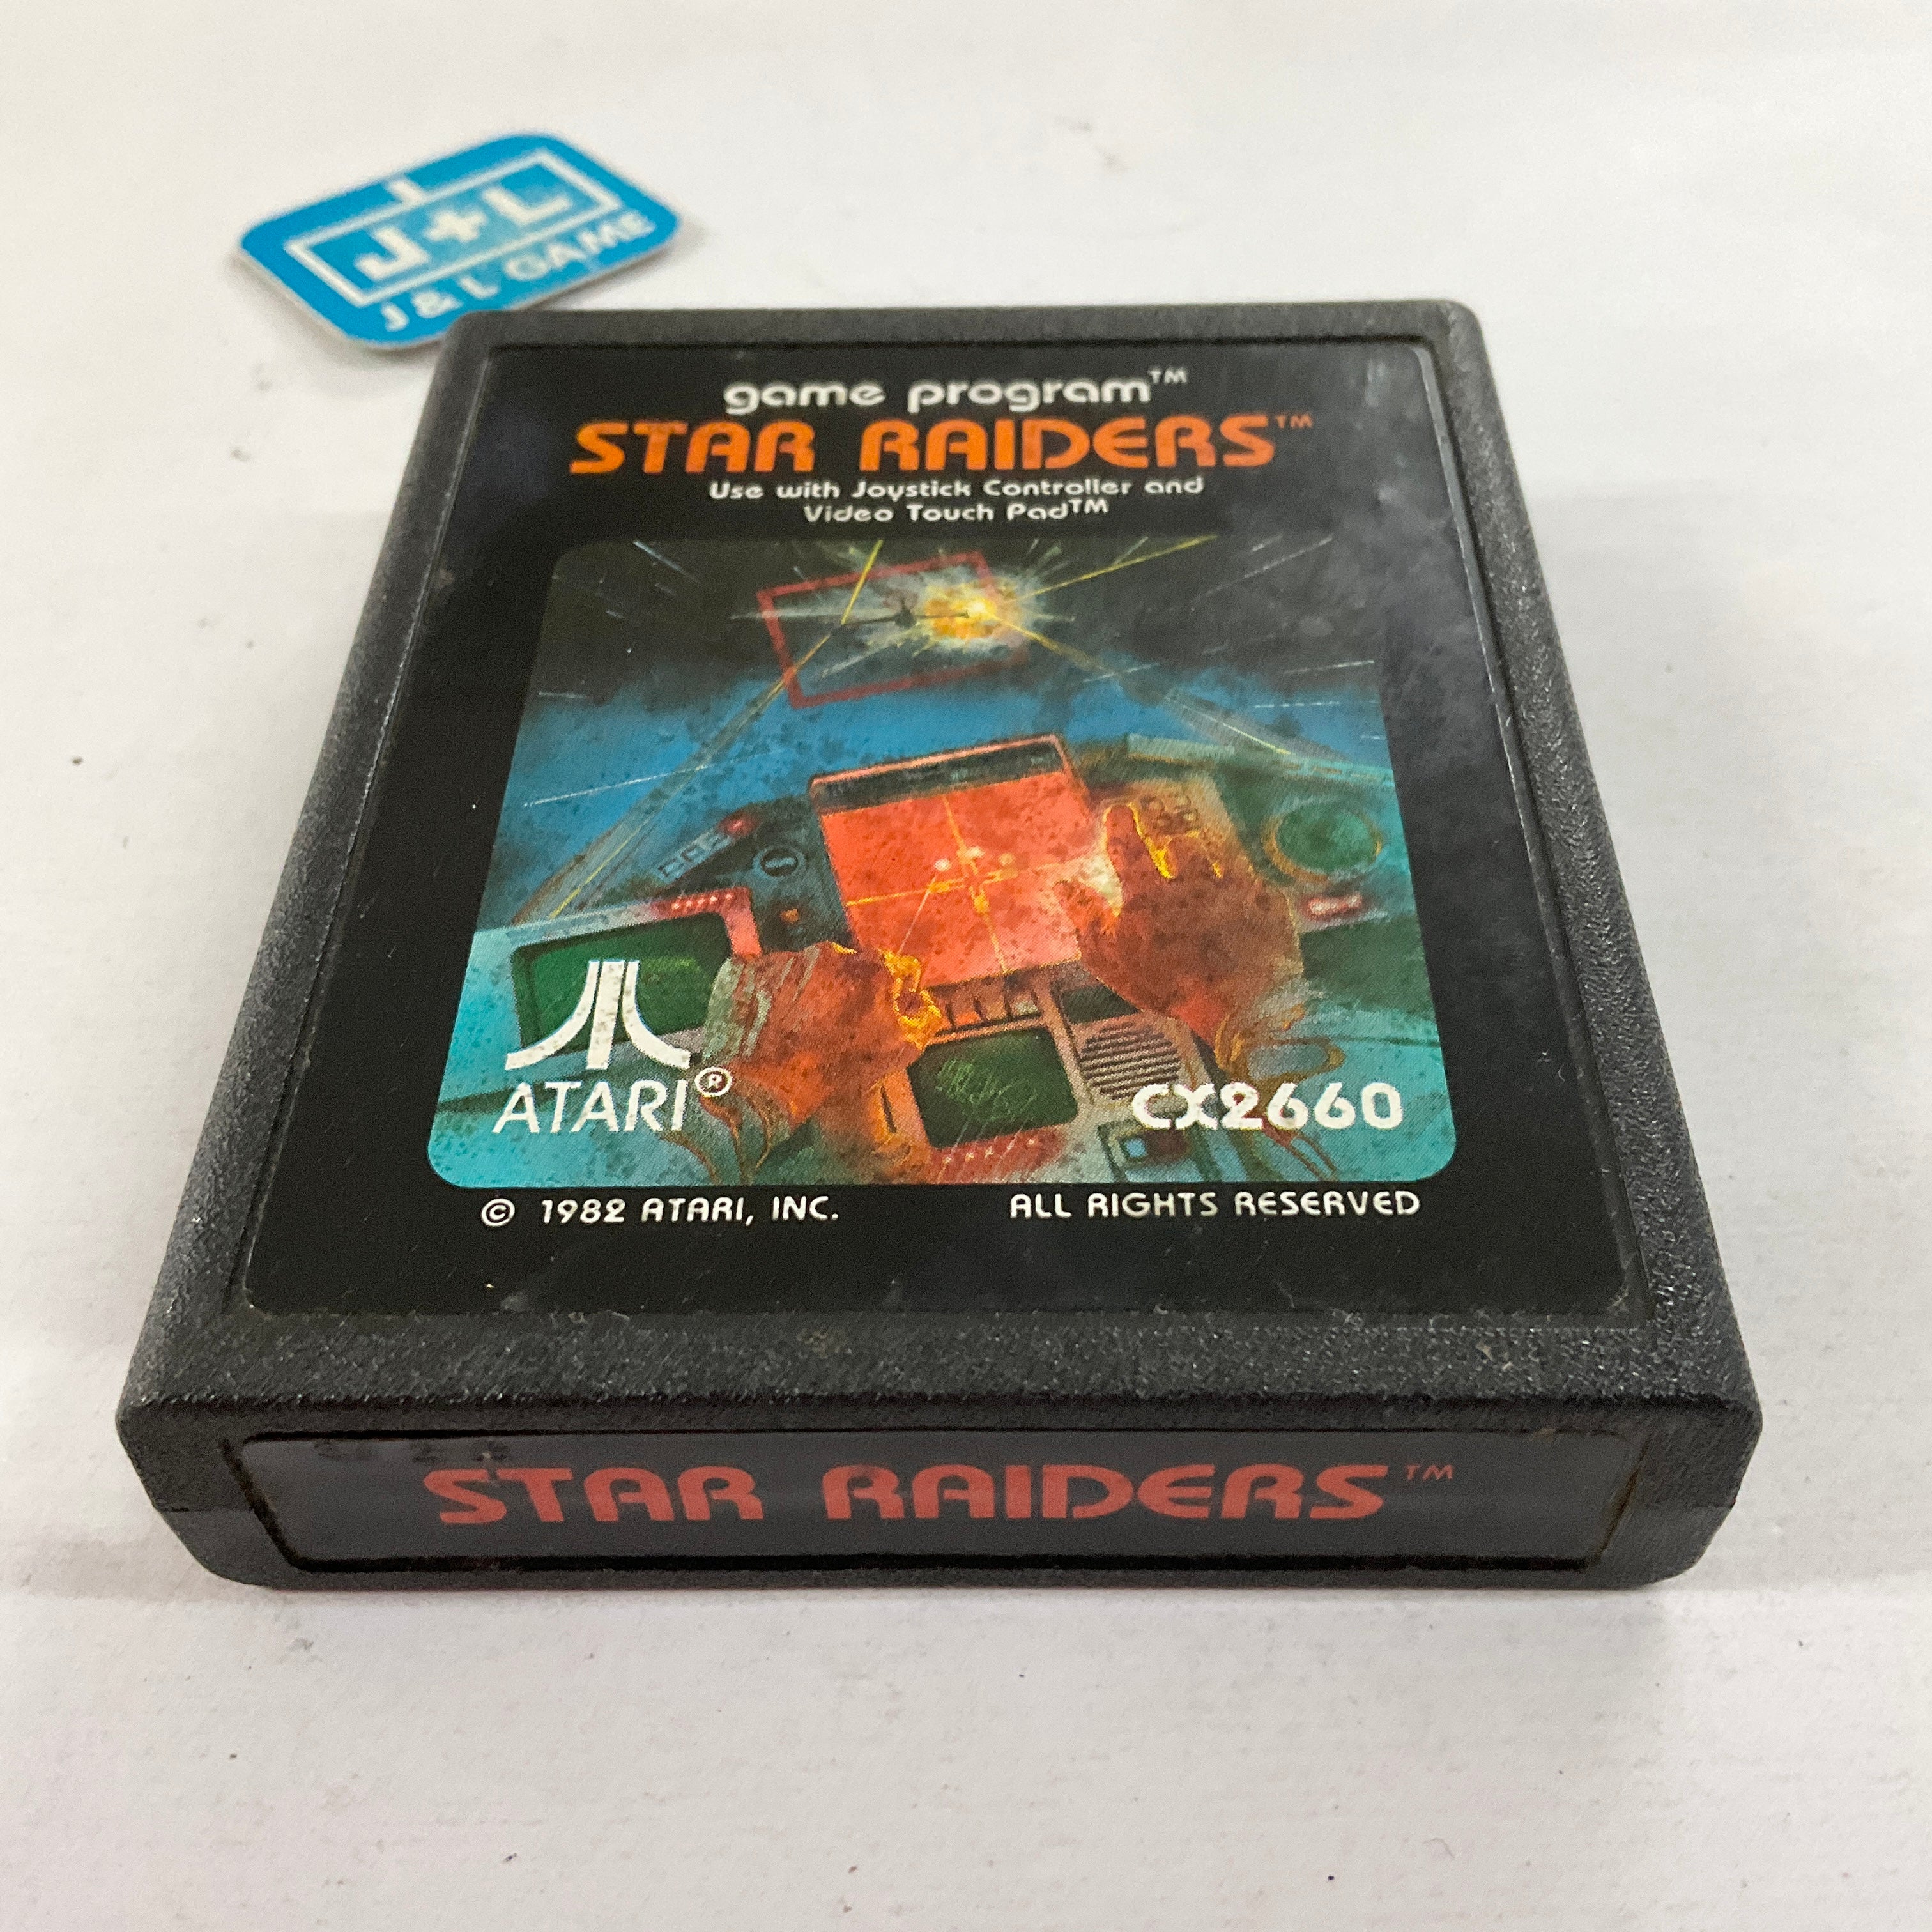 J+L
J & L GAME
game program™
STAR RAIDERS™
Use with Joystick Controller and
Video Touch Pad™
ATARI®
CX2660
© 1982 ATARI, INC.
ALL RIGHTS RESERVED
STAR RAIDERS™